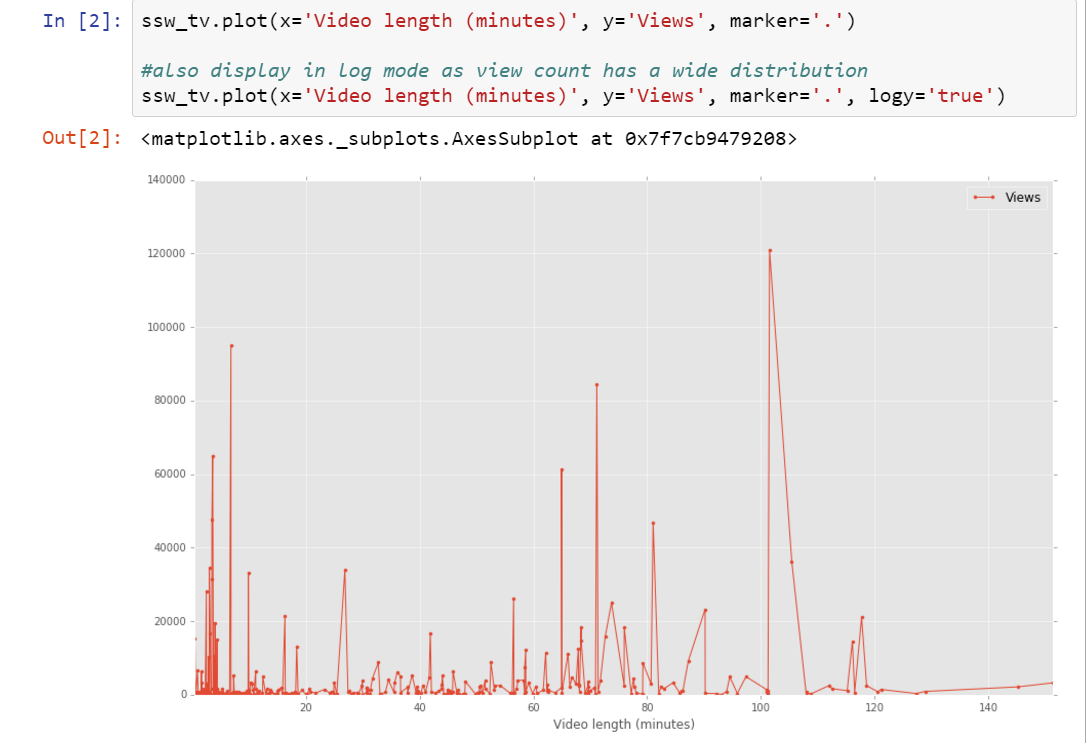 In [2]: ssw_tv.plot(x='Video length (minutes)', y='Views', marker='.')
#also display in log mode as view count has a wide distribution
ssw_tv.plot(x='Video length (minutes)', y='Views', marker='.', logy='true')
Out[2]: <matplotlib.axes._subplots.AxesSubplot at 0x7f7cb9479208>
140000
Views
120000
100000
80000
60000
40000
20000
0
20 40 60 80 100 120 140
Video length (minutes)